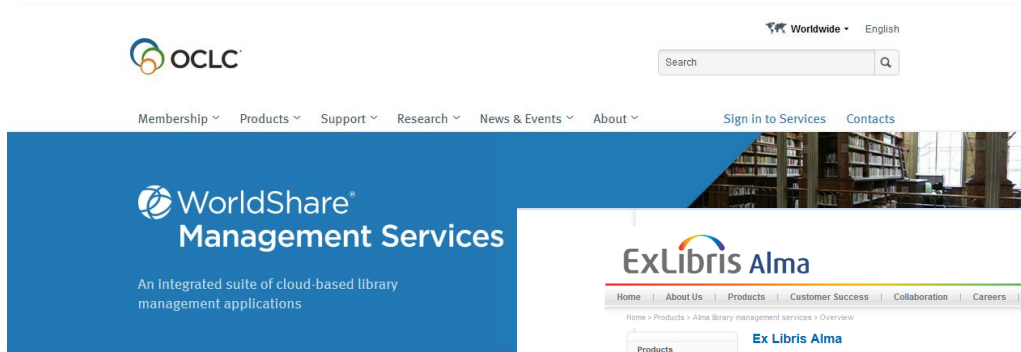 Worldwide English
OCLC
Search
Membership Products Support Research News & Events About Sign in to Services Contacts
WorldShare®
Management Services
An integrated suite of cloud-based library
management applications
ExLibris Alma
Home | About Us | Products | Customer Success | Collaboration | Careers |
Home > Products > Alma library management services > Overview
Ex Libris Alma
Products